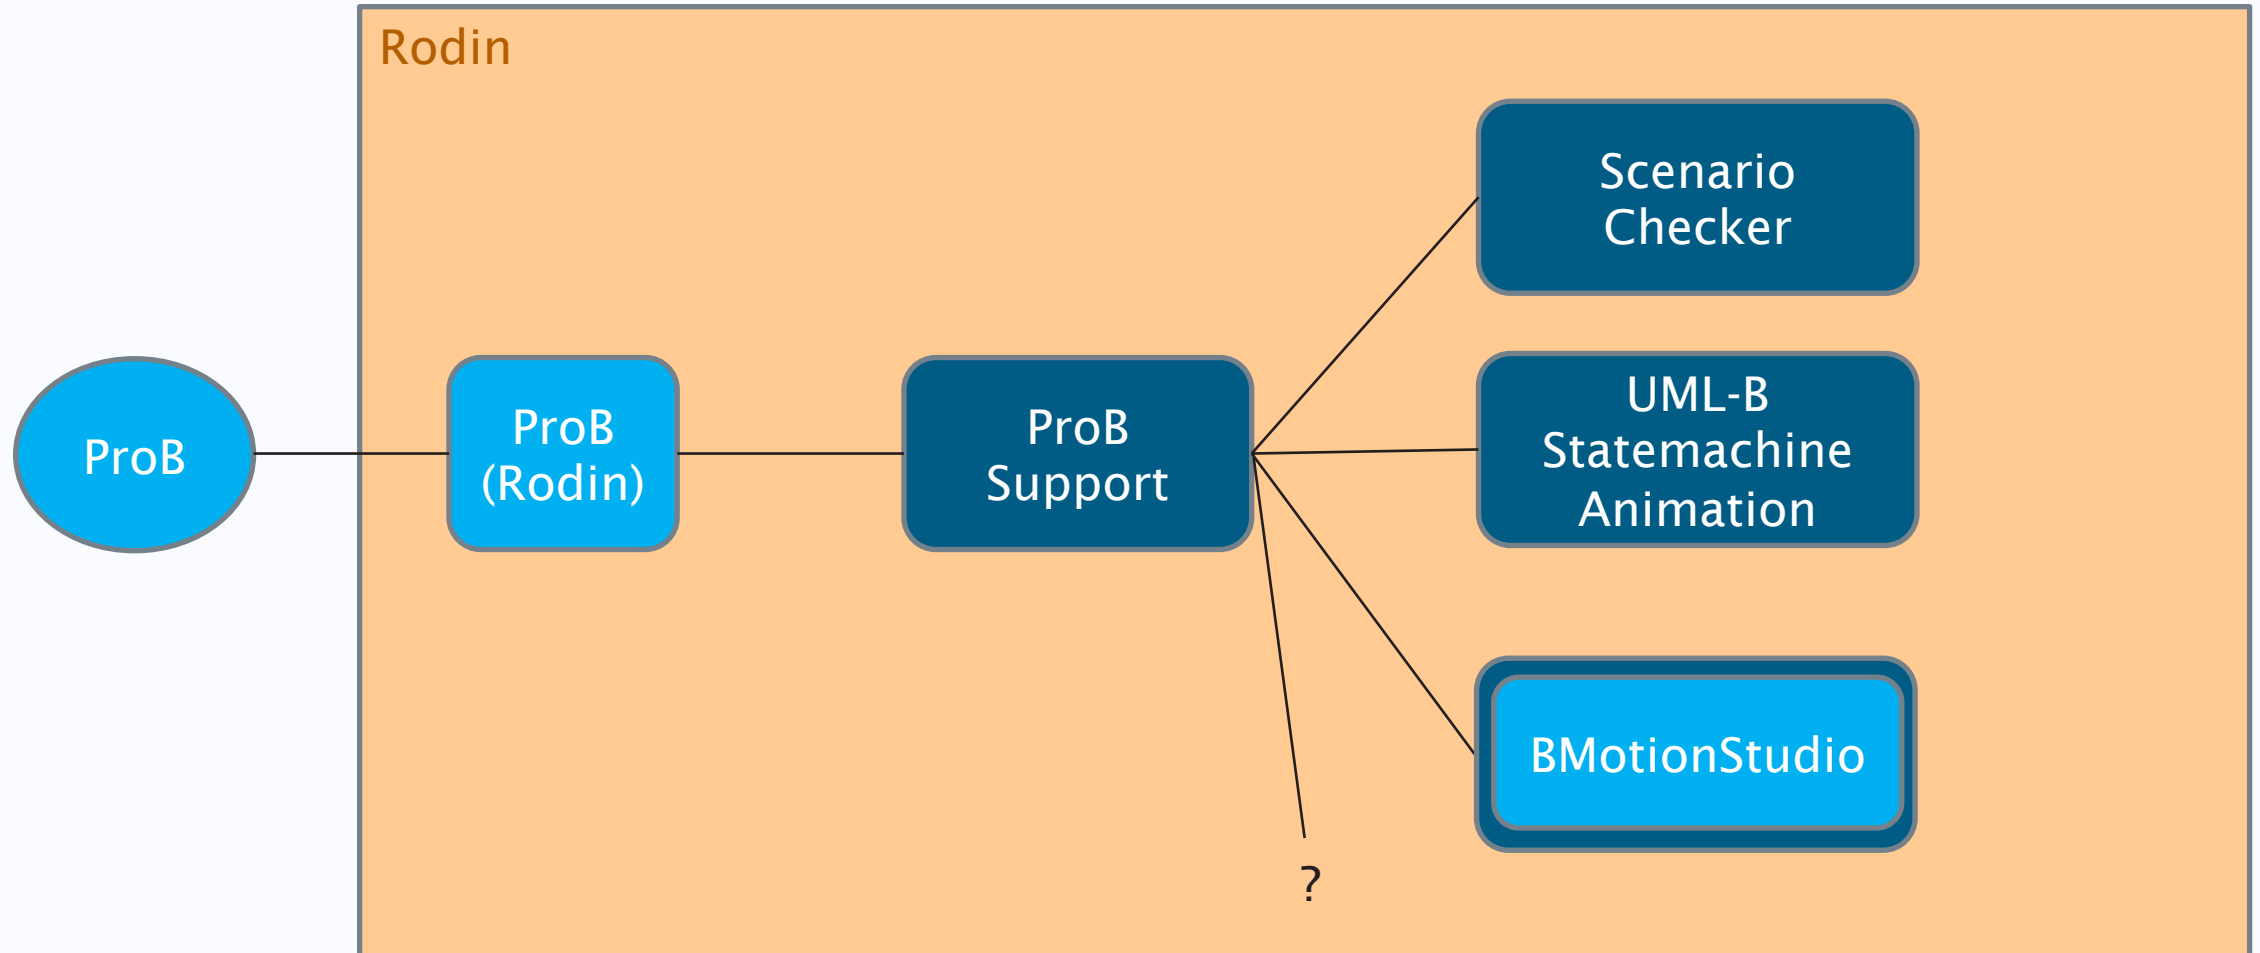 Rodin
Scenario
Checker
ProB
ProB
(Rodin)
ProB
Support
UML-B
Statemachine
Animation
BMotionStudio
?